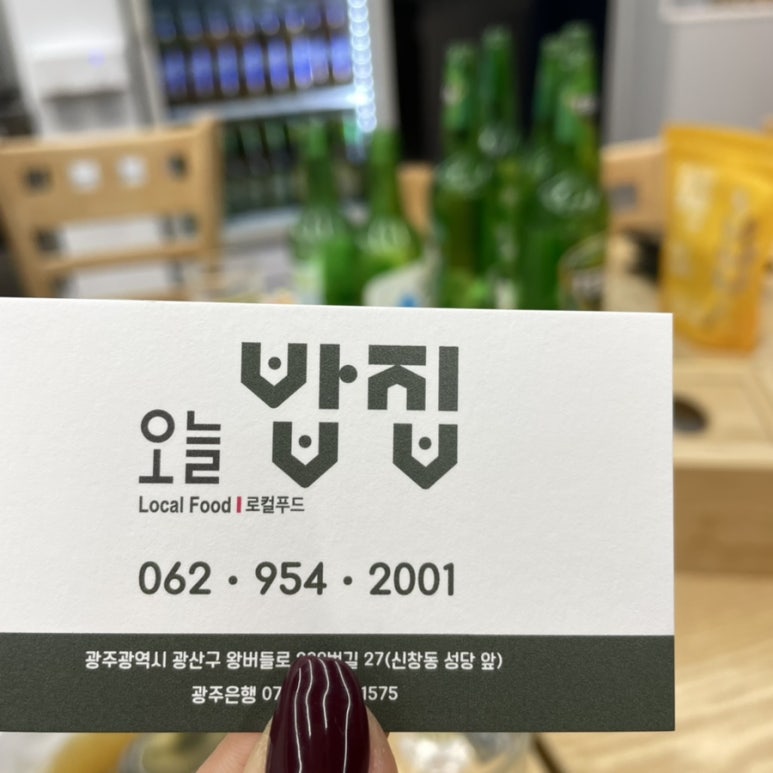 오늘 밥집
Local Food | 로컬푸드
062 · 954 · 2001
광주광역시 광산구 왕버들로 27(신창동 성당 앞)
광주은행